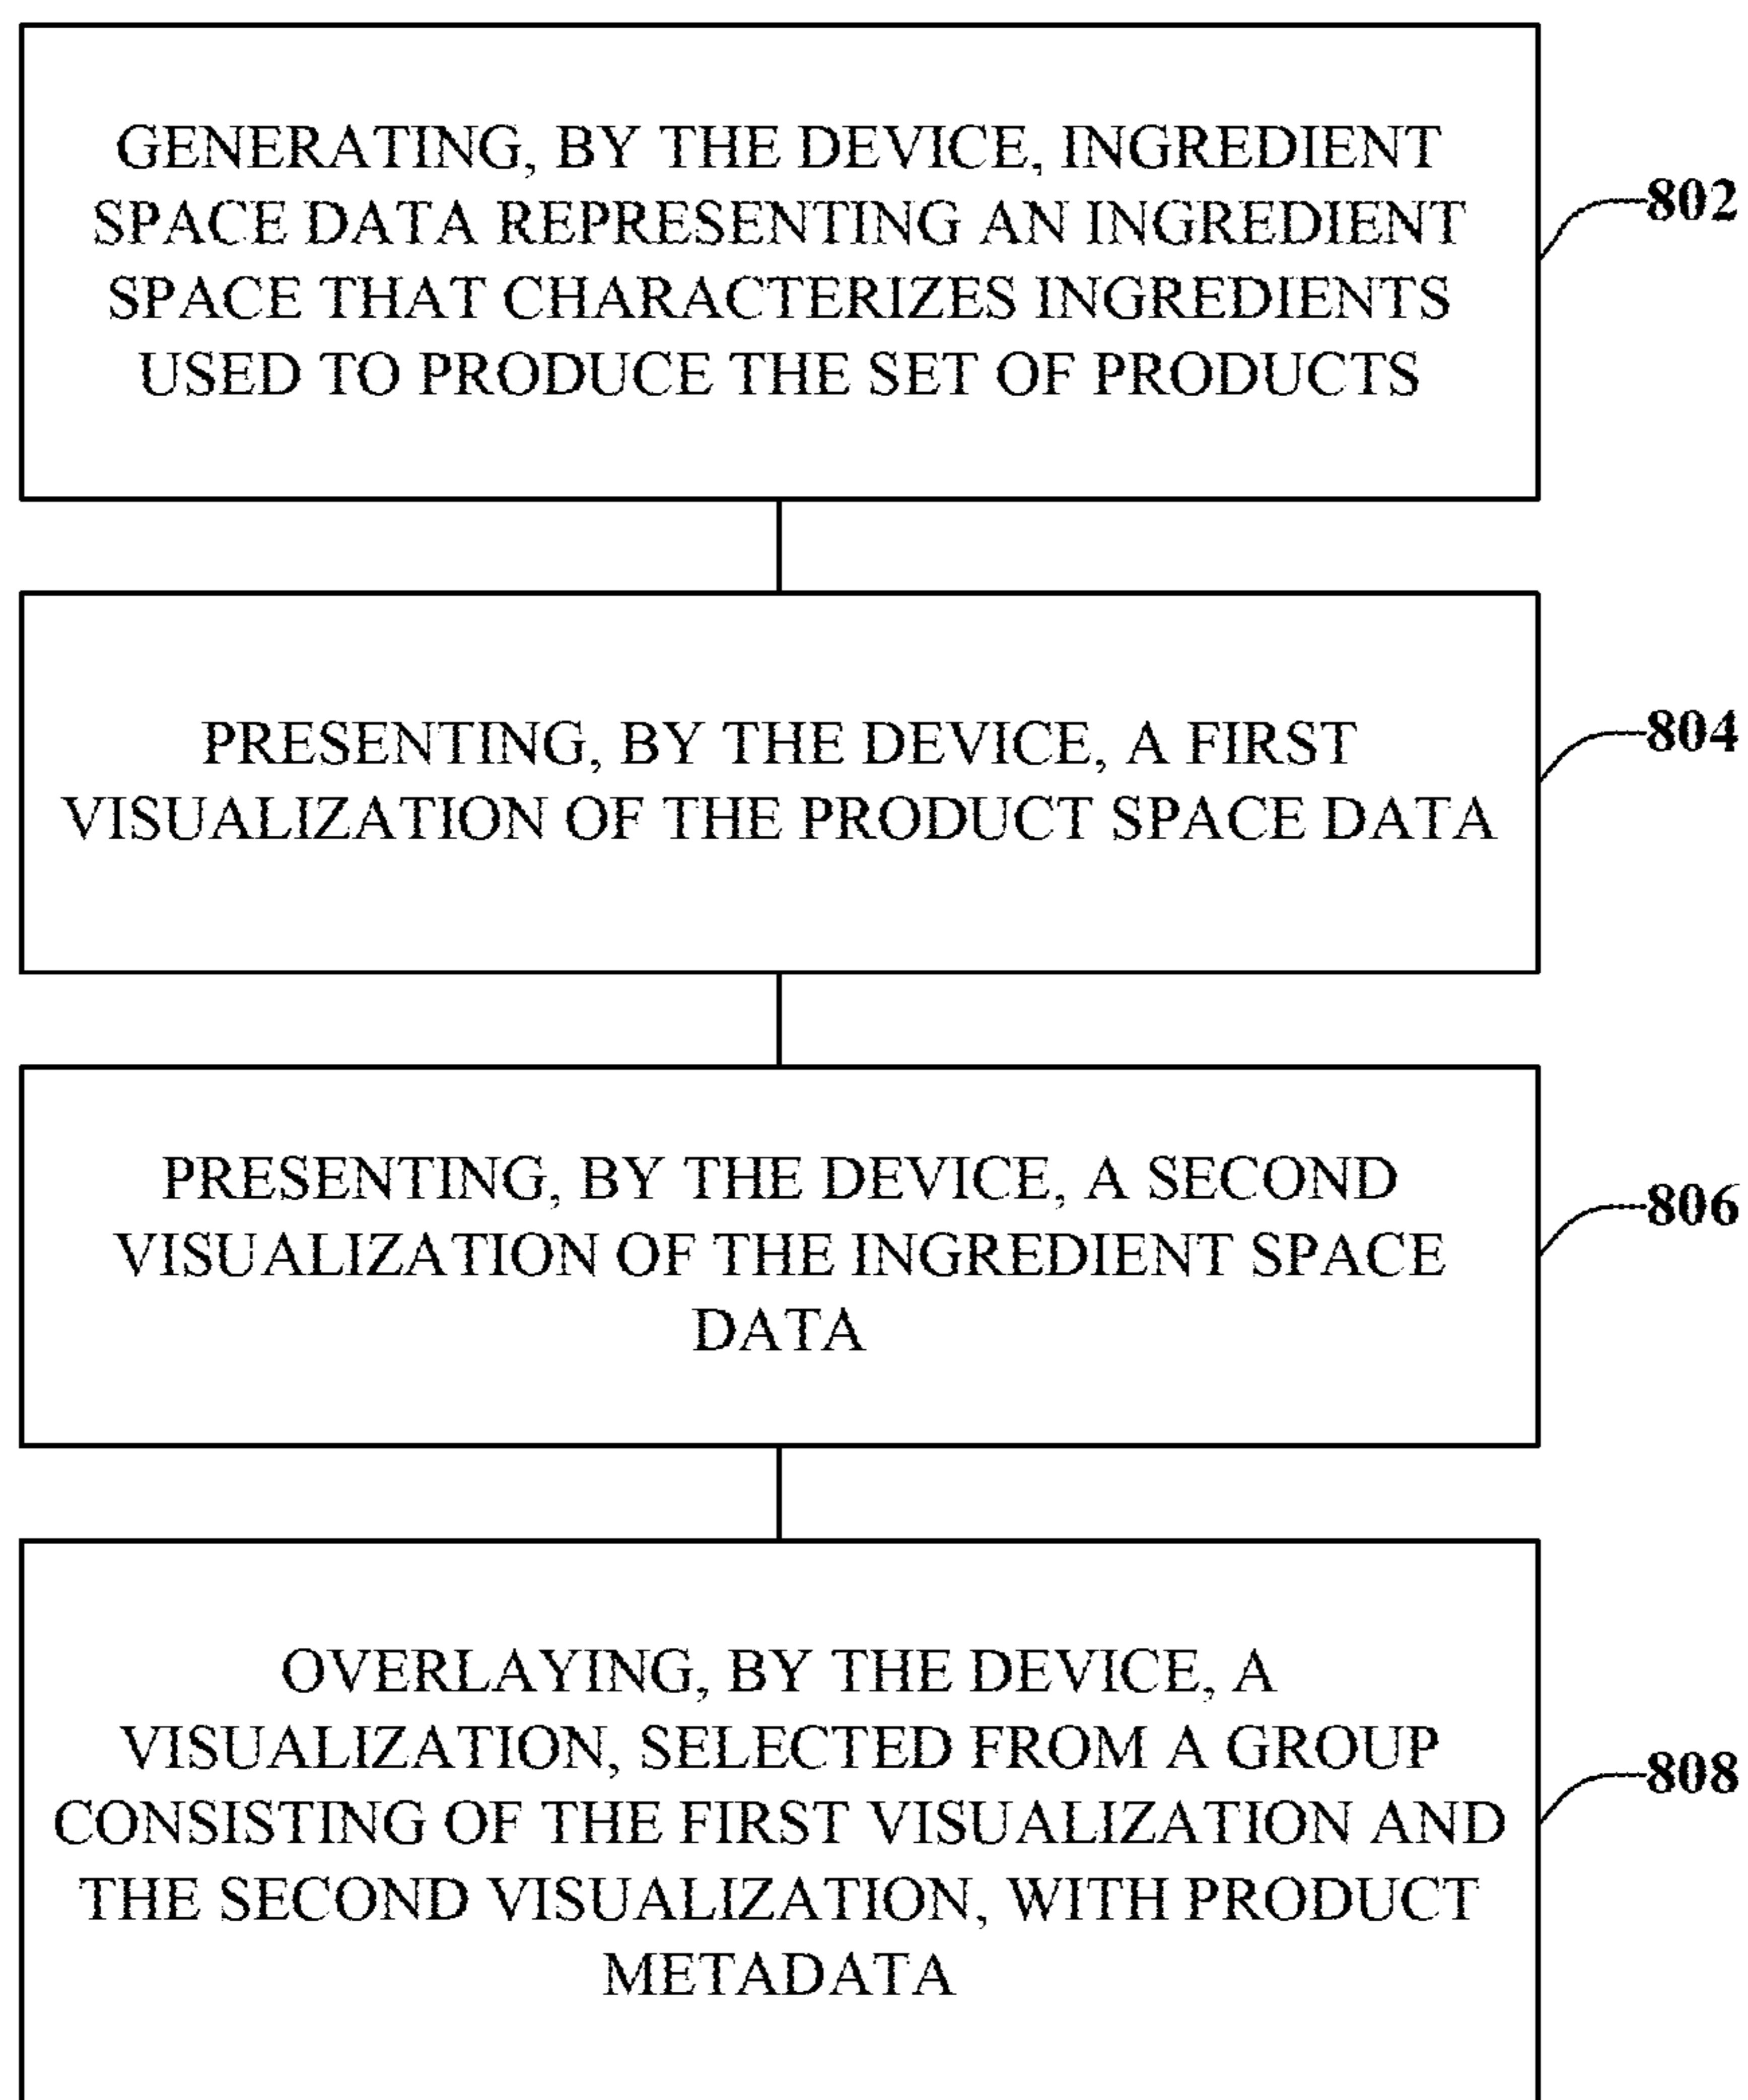 GENERATING, BY THE DEVICE, INGREDIENT
SPACE DATA REPRESENTING AN INGREDIENT
SPACE THAT CHARACTERIZES INGREDIENTS
USED TO PRODUCE THE SET OF PRODUCTS
802
PRESENTING, BY THE DEVICE, A FIRST
VISUALIZATION OF THE PRODUCT SPACE DATA
804
PRESENTING, BY THE DEVICE, A SECOND
VISUALIZATION OF THE INGREDIENT SPACE
DATA
806
OVERLAYING, BY THE DEVICE, A
VISUALIZATION, SELECTED FROM A GROUP
CONSISTING OF THE FIRST VISUALIZATION AND
THE SECOND VISUALIZATION, WITH PRODUCT
METADATA
808